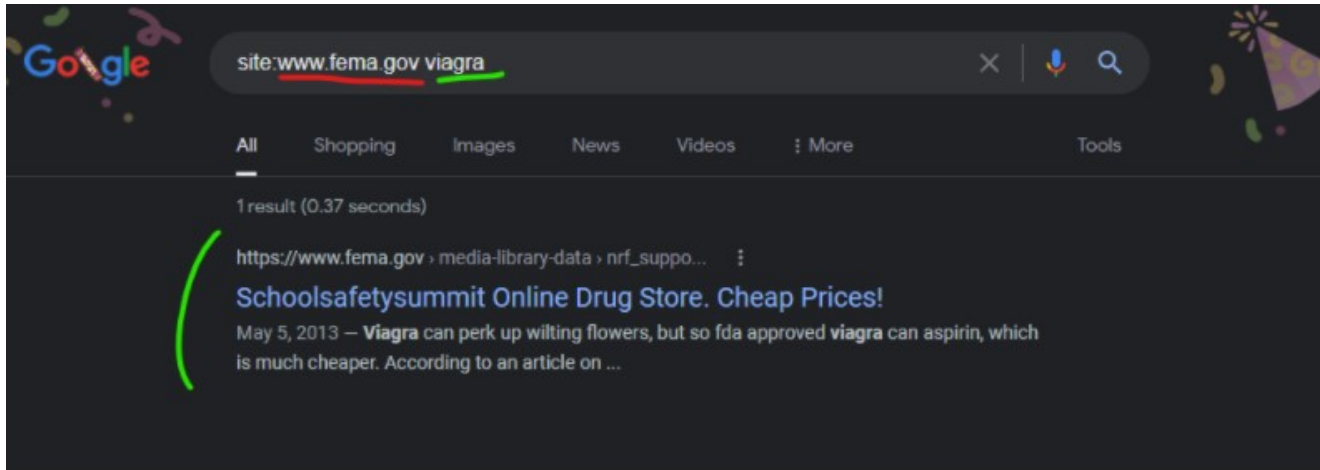 Google
site:www.fema.gov viagra
All Shopping Images News Videos More Tools
1 result (0.37 seconds)
https://www.fema.gov › media-library-data › nrf_suppo...
Schoolsafetysummit Online Drug Store. Cheap Prices!
May 5, 2013 — Viagra can perk up wilting flowers, but so fda approved viagra can aspirin, which
is much cheaper. According to an article on ...